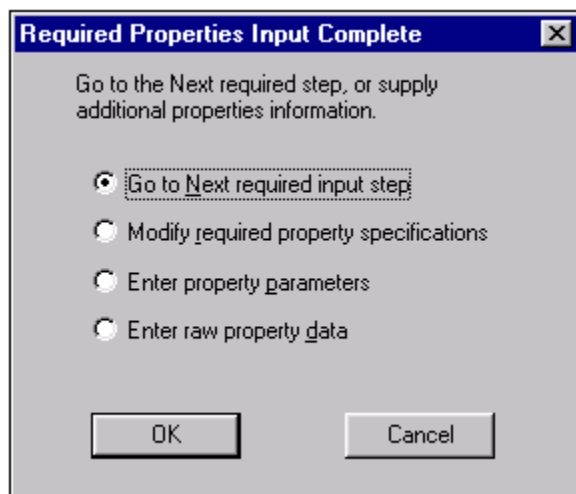 Required Properties Input Complete
Go to the Next required step, or supply
additional properties information.
Go to Next required input step
Modify required property specifications
Enter property parameters
Enter raw property data
OK
Cancel